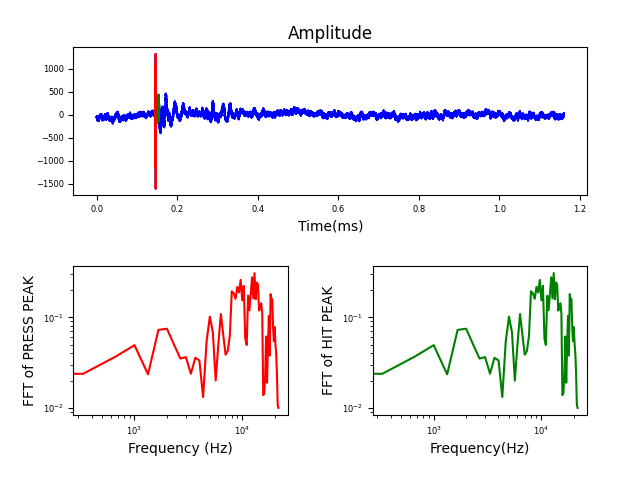 Amplitude
1000
500
0
−500
−1000
−1500
0.0 0.2 0.4 0.6 0.8 1.0 1.2
Time(ms)
FFT of PRESS PEAK
10⁻¹
10⁻²
10³ 10⁴
Frequency (Hz)
FFT of HIT PEAK
10⁻¹
10⁻²
10³ 10⁴
Frequency(Hz)